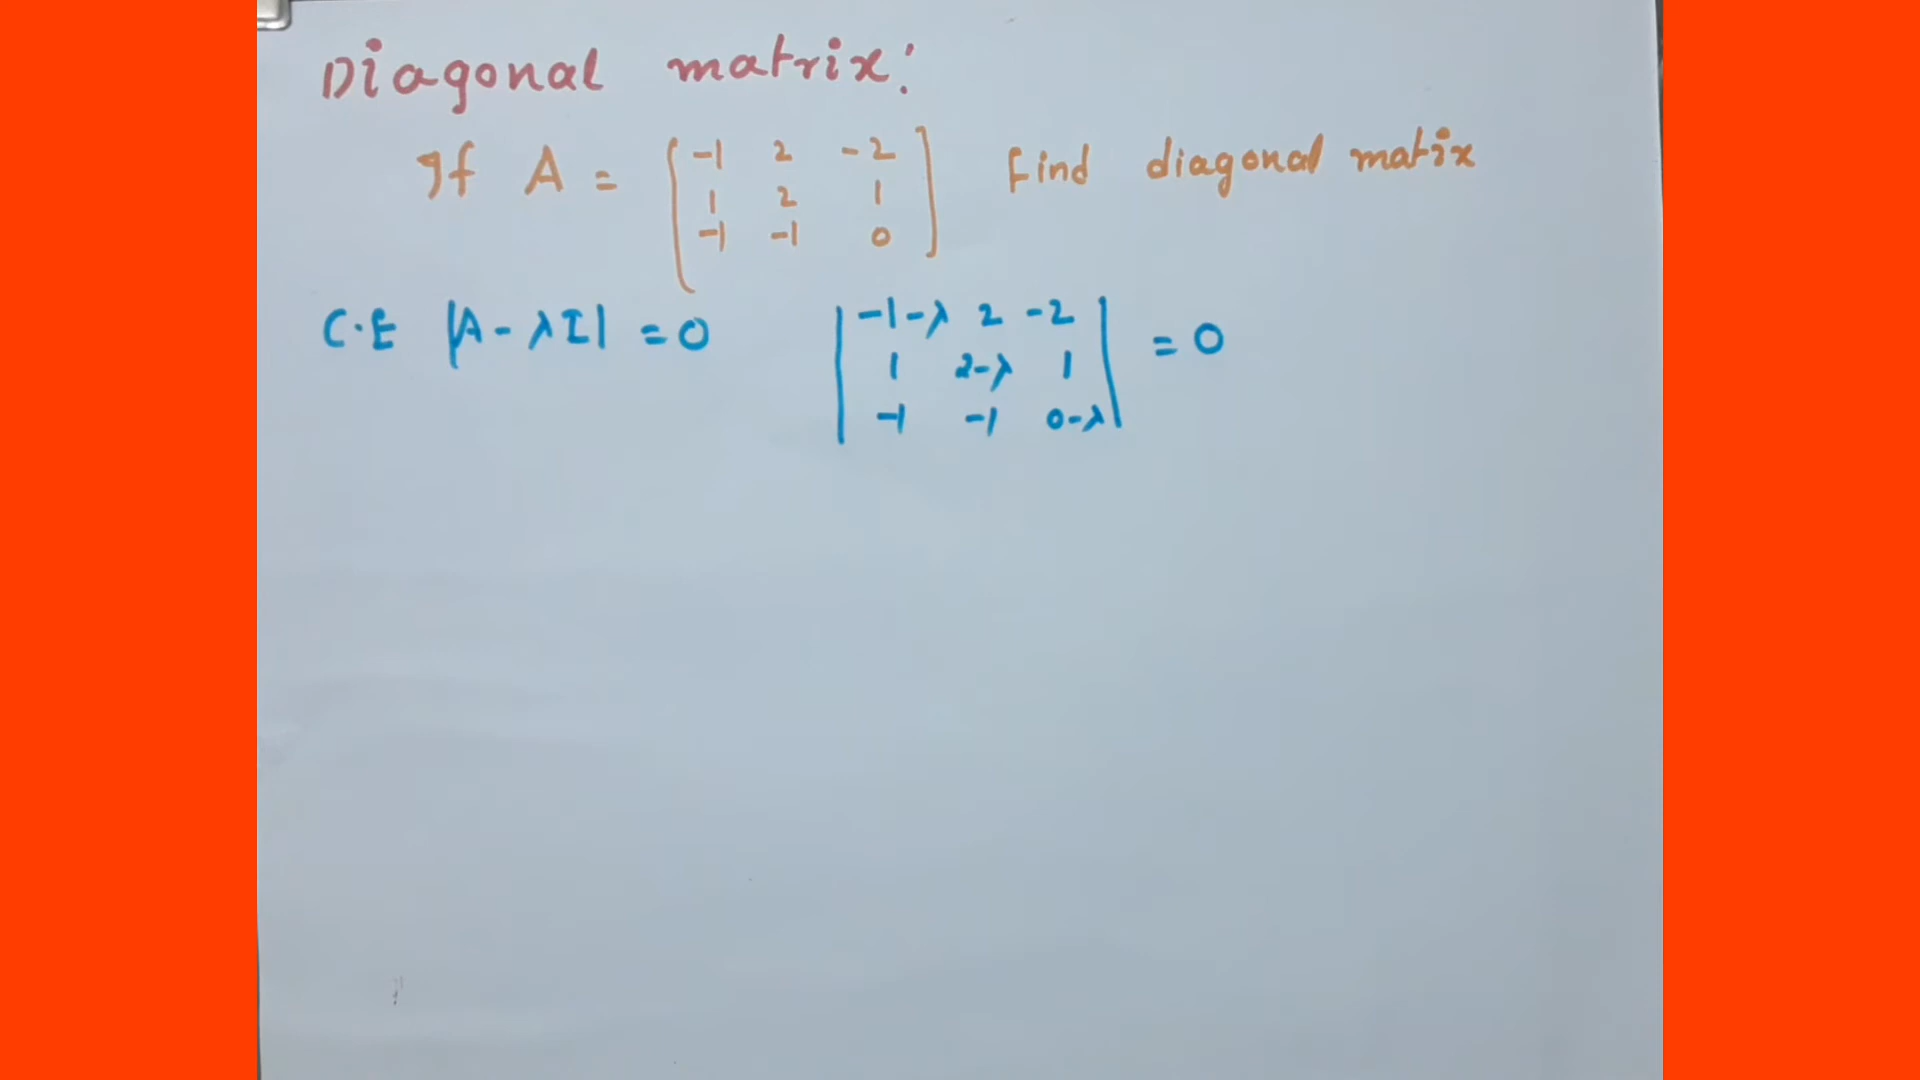 Diagonal matrix:
If A = [-1 2 -2] Find diagonal matix
1 2 1
-1 -1 0
C.E |A - λI| = 0 |-1-λ 2 -2| = 0
1 2-λ 1
-1 -1 0-λ